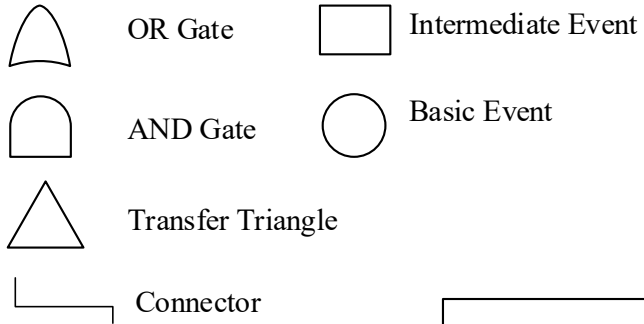 OR Gate
Intermediate Event
AND Gate
Basic Event
Transfer Triangle
Connector